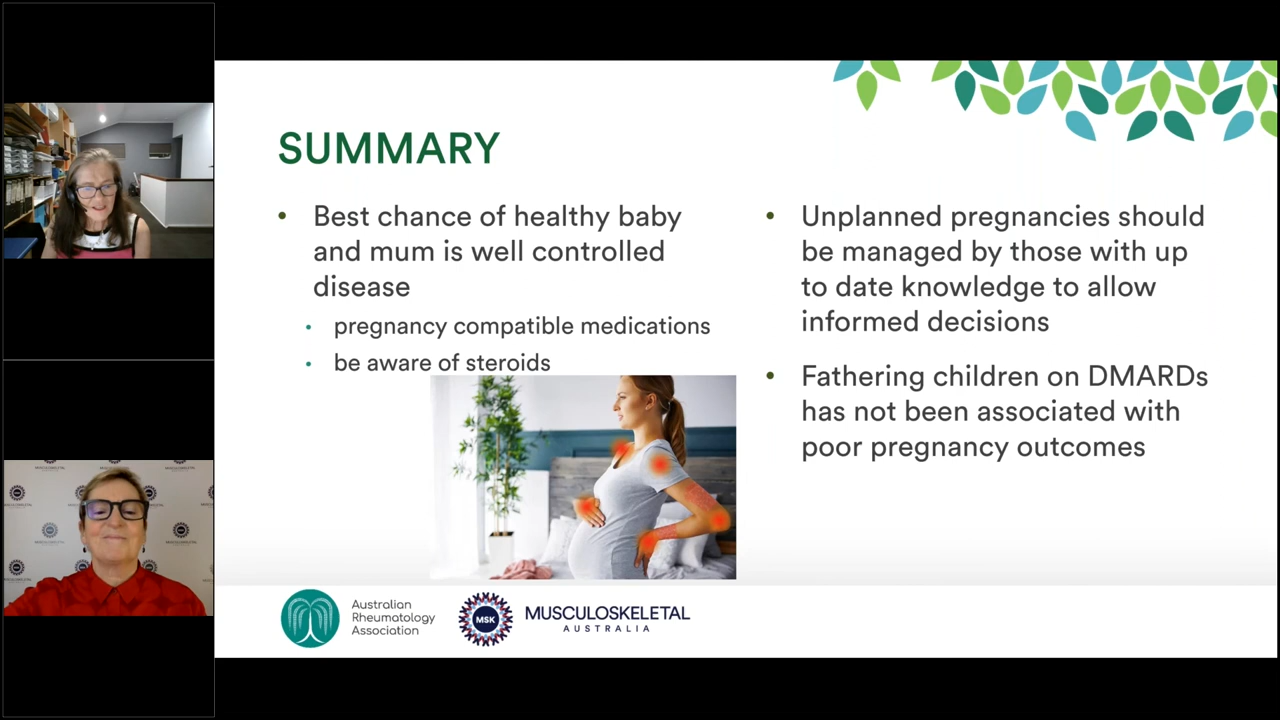 SUMMARY
• Best chance of healthy baby
and mum is well controlled
disease
• pregnancy compatible medications
• be aware of steroids
• Unplanned pregnancies should
be managed by those with up
to date knowledge to allow
informed decisions
• Fathering children on DMARDs
has not been associated with
poor pregnancy outcomes
Australian
Rheumatology
Association
MSK
MUSCULOSKELETAL
AUSTRALIA
MUSCULOSKELETAL